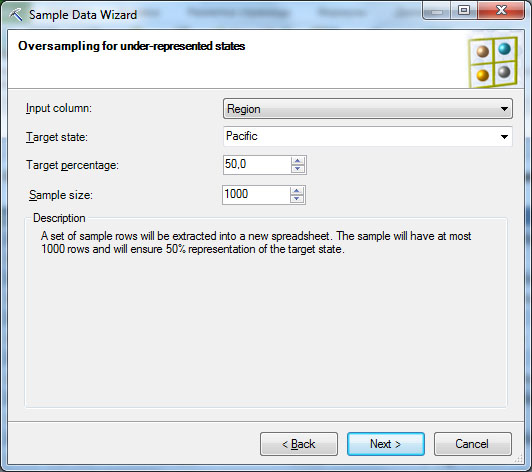 Sample Data Wizard
Oversampling for under-represented states
Input column:
Region
Target state:
Pacific
Target percentage:
50,0
Sample size:
1000
Description
A set of sample rows will be extracted into a new spreadsheet. The sample will have at most
1000 rows and will ensure 50% representation of the target state.
< Back
Next >
Cancel